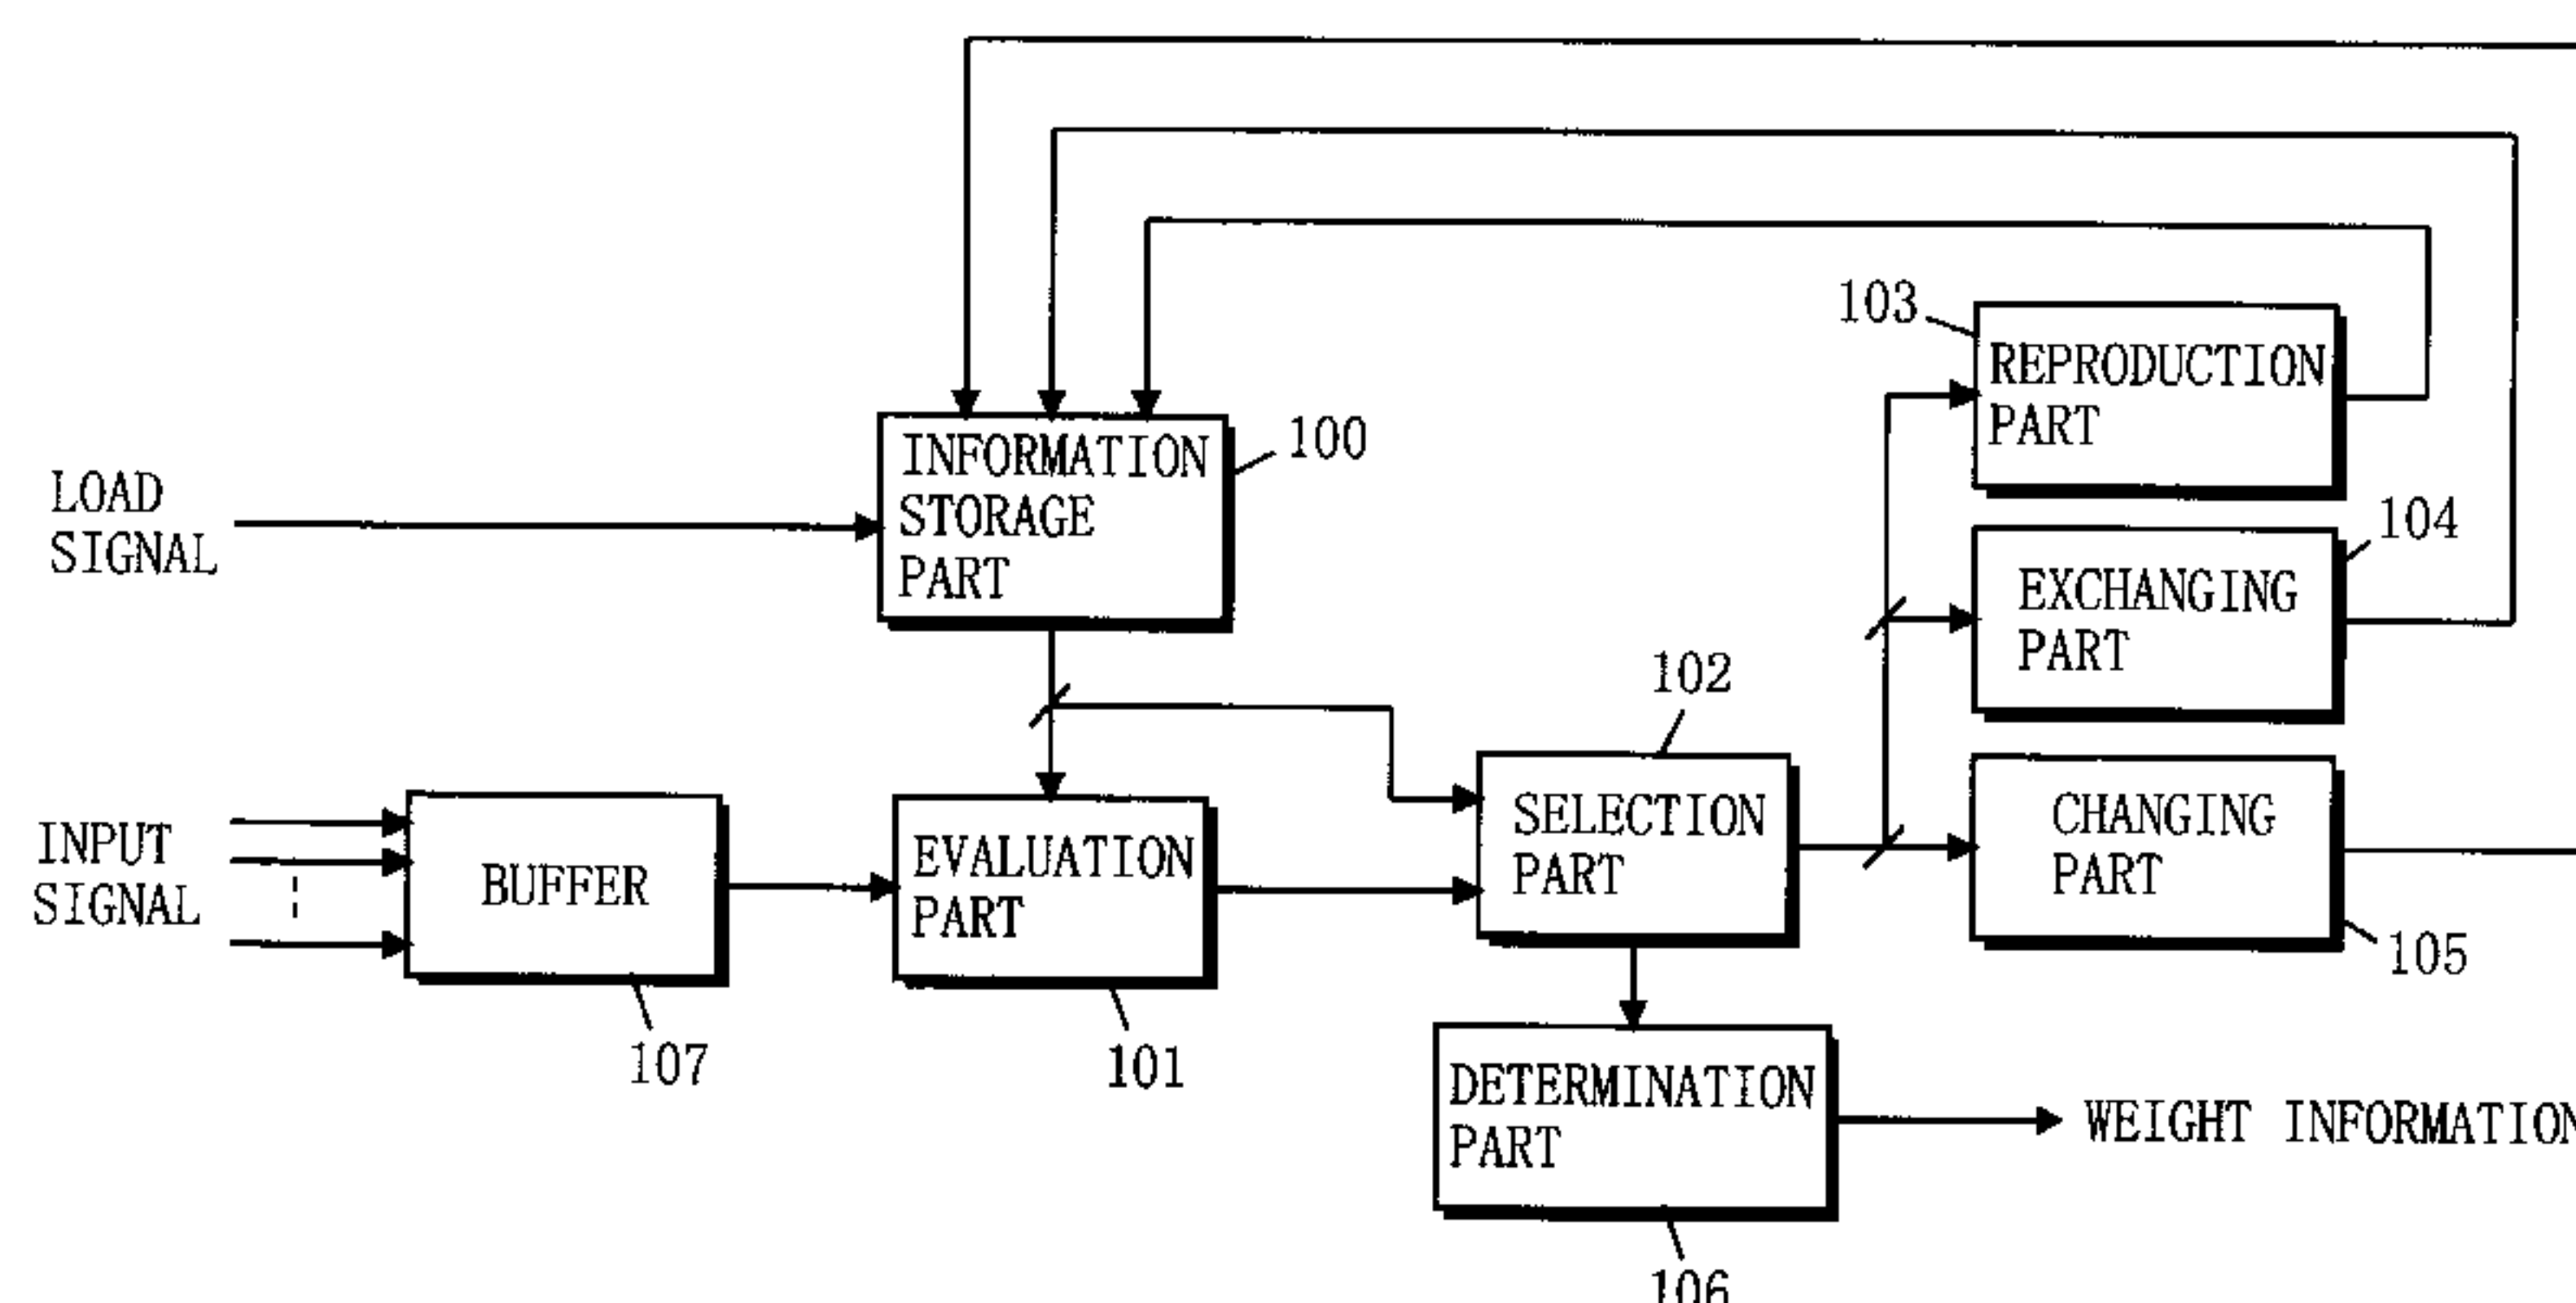 103
REPRODUCTION
PART
100
INFORMATION
STORAGE
PART
LOAD
SIGNAL
104
EXCHANGING
PART
102
INPUT
SIGNAL
BUFFER
EVALUATION
PART
SELECTION
PART
CHANGING
PART
105
107
101
DETERMINATION
PART
WEIGHT INFORMATION
106